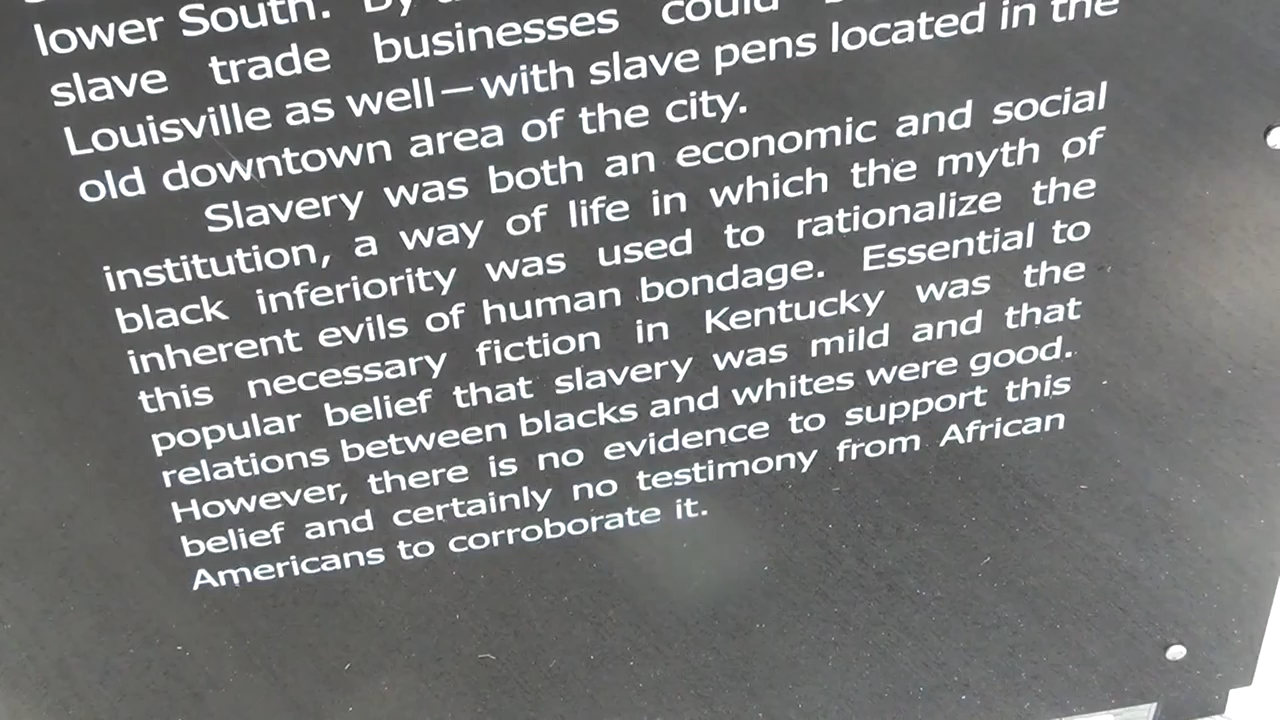 lower South. By
slave trade businesses could
Louisville as well—with slave pens located in the
old downtown area of the city.
Slavery was both an economic and social
institution, a way of life in which the myth of
black inferiority was used to rationalize the
inherent evils of human bondage. Essential to
this necessary fiction in Kentucky was the
popular belief that slavery was mild and that
relations between blacks and whites were good.
However, there is no evidence to support this
belief and certainly no testimony from African
Americans to corroborate it.